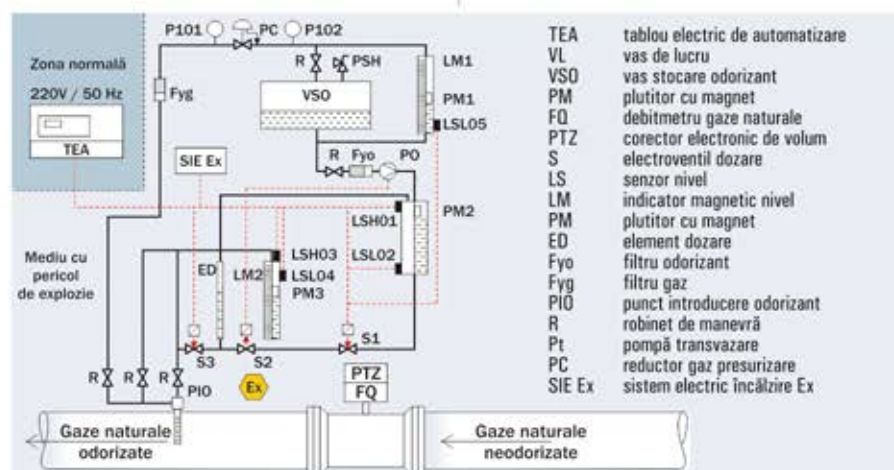 P101
PC
P102
Zona normală
220V / 50 Hz
TEA
Fyg
R
PSH
VSO
LM1
PM1
LSL05
SIE Ex
R
Fyo
PO
LSH01
PM2
Mediu cu
pericol
de explozie
ED
LM2
LSH03
LSL04
PM3
LSL02
S3
S2
S1
R
R
R
PIO
Ex
PTZ
FQ
Gaze naturale
odorizate
Gaze naturale
neodorizate
TEA tablou electric de automatizare
VL vas de lucru
VSO vas stocare odorizant
PM plutitor cu magnet
FQ debitmetru gaze naturale
PTZ corector electronic de volum
S electroventil dozare
LS senzor nivel
LM indicator magnetic nivel
PM plutitor cu magnet
ED element dozare
Fyo filtru odorizant
Fyg filtru gaz
PIO punct introducere odorizant
R robinet de manevră
Pt pompă transvazare
PC reductor gaz presurizare
SIE Ex sistem electric încălzire Ex